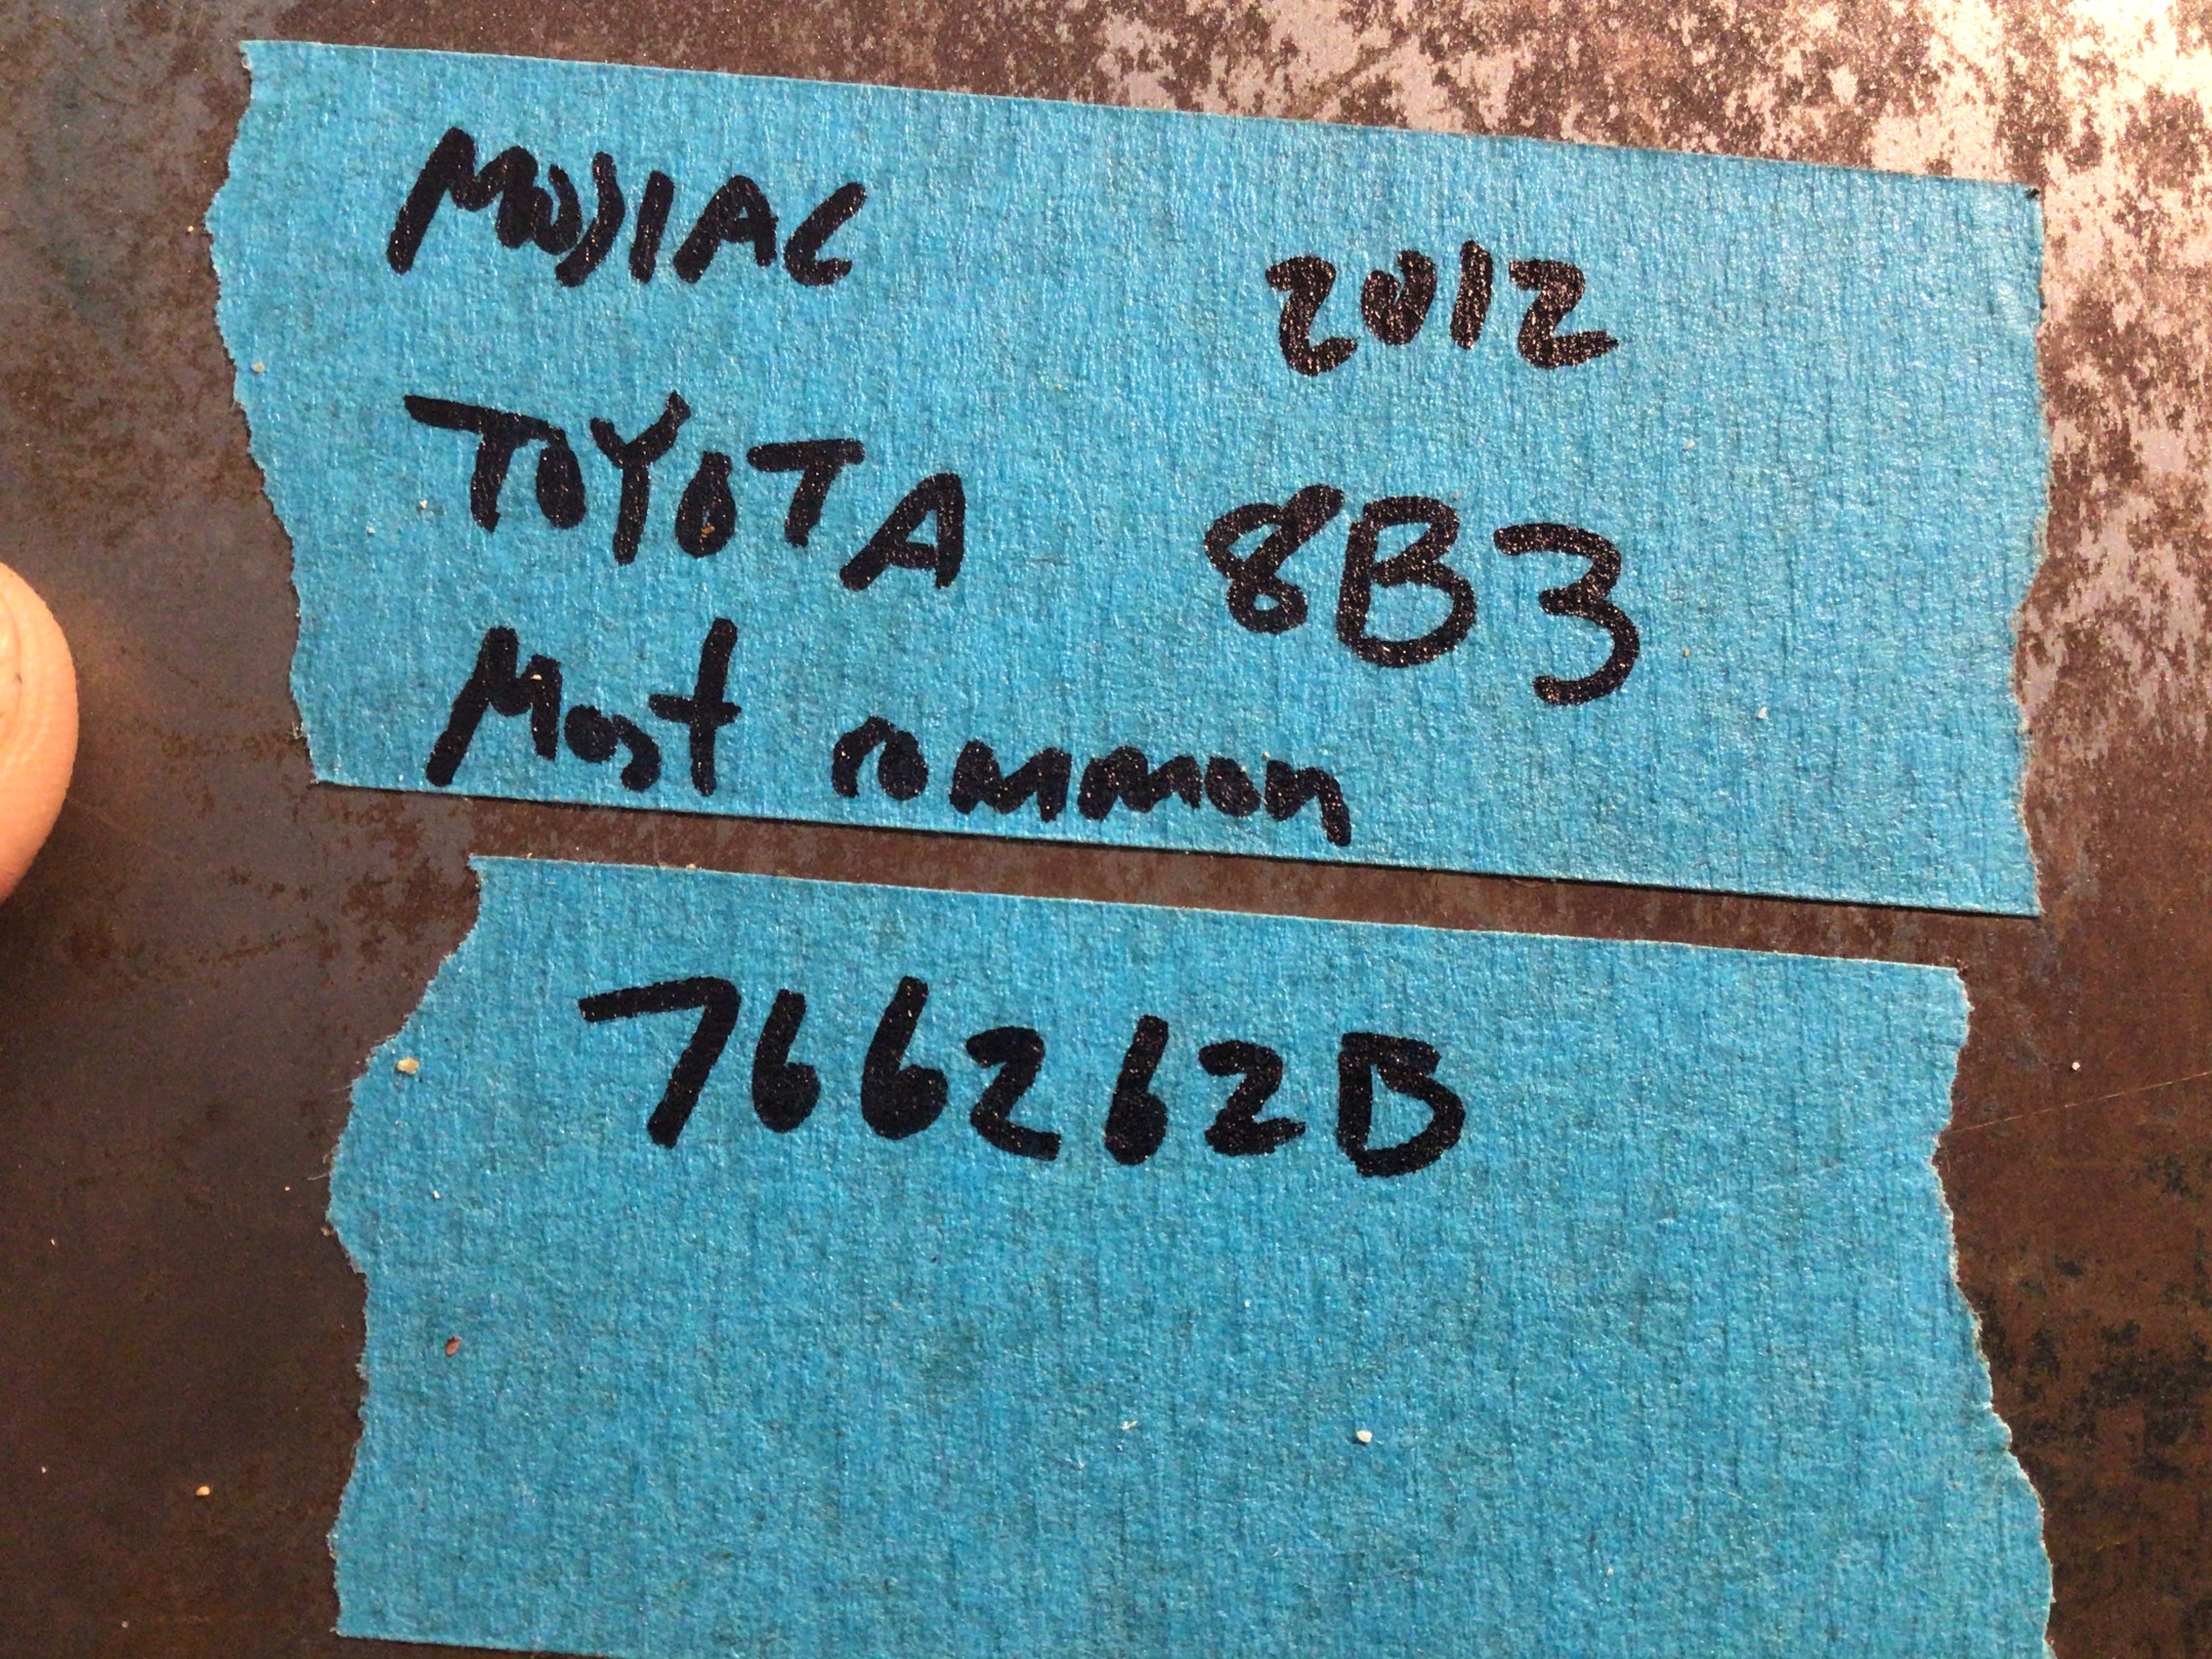 MOSIAC 2012
TOYOTA 8B3
Most common
766262B